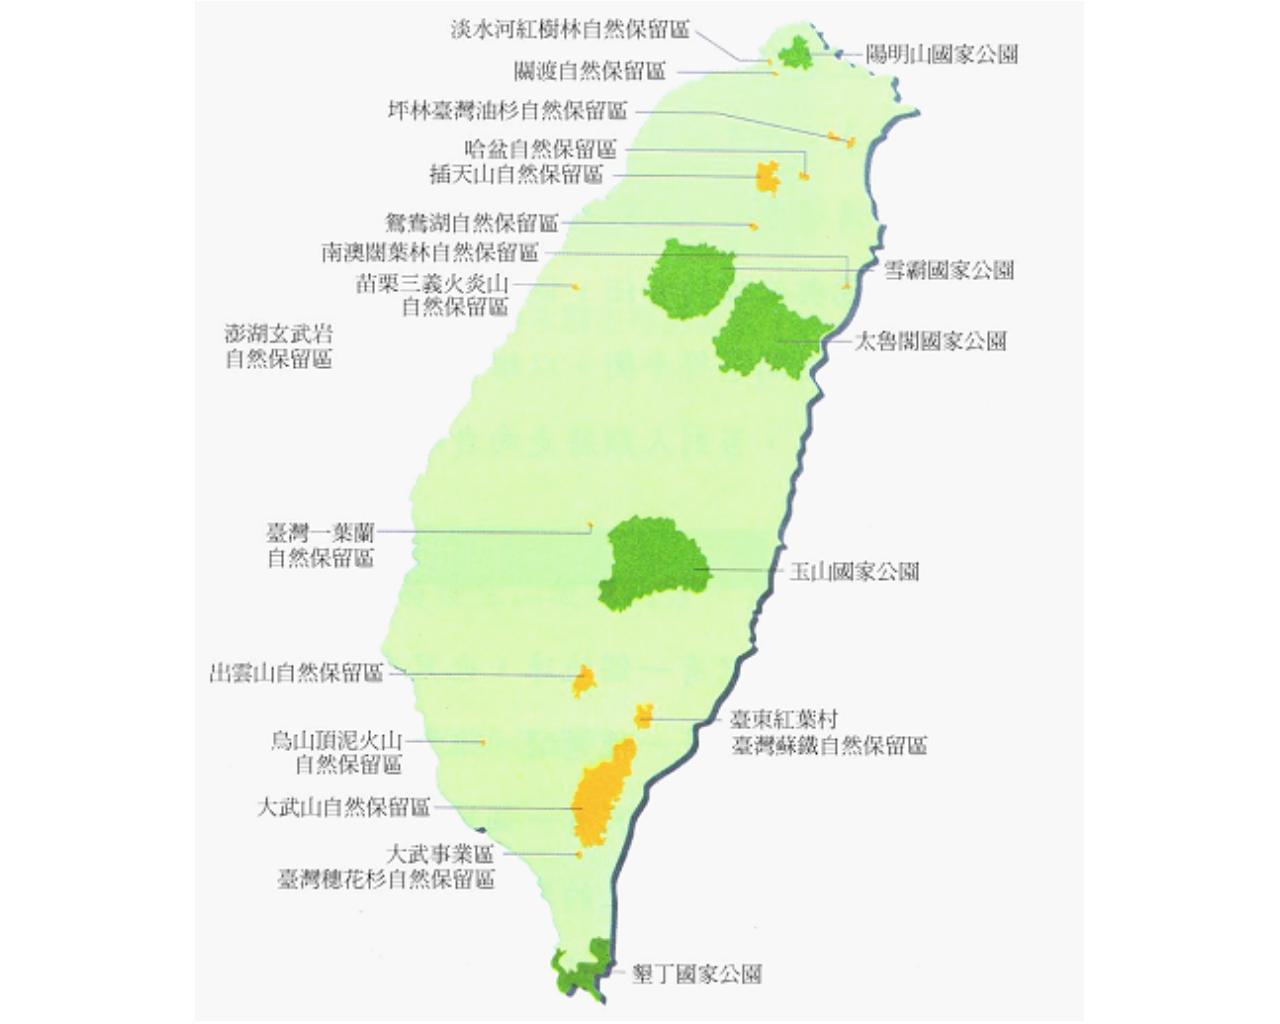 淡水河紅樹林自然保留區
陽明山國家公園
關渡自然保留區
坪林臺灣油杉自然保留區
哈盆自然保留區
插天山自然保留區
鴛鴦湖自然保留區
南澳闊葉林自然保留區
雪霸國家公園
苗栗三義火炎山
自然保留區
澎湖玄武岩
自然保留區
太魯閣國家公園
臺灣一葉蘭
自然保留區
玉山國家公園
出雲山自然保留區
臺東紅葉村
臺灣蘇鐵自然保留區
烏山頂泥火山
自然保留區
大武山自然保留區
大武事業區
臺灣穗花杉自然保留區
墾丁國家公園